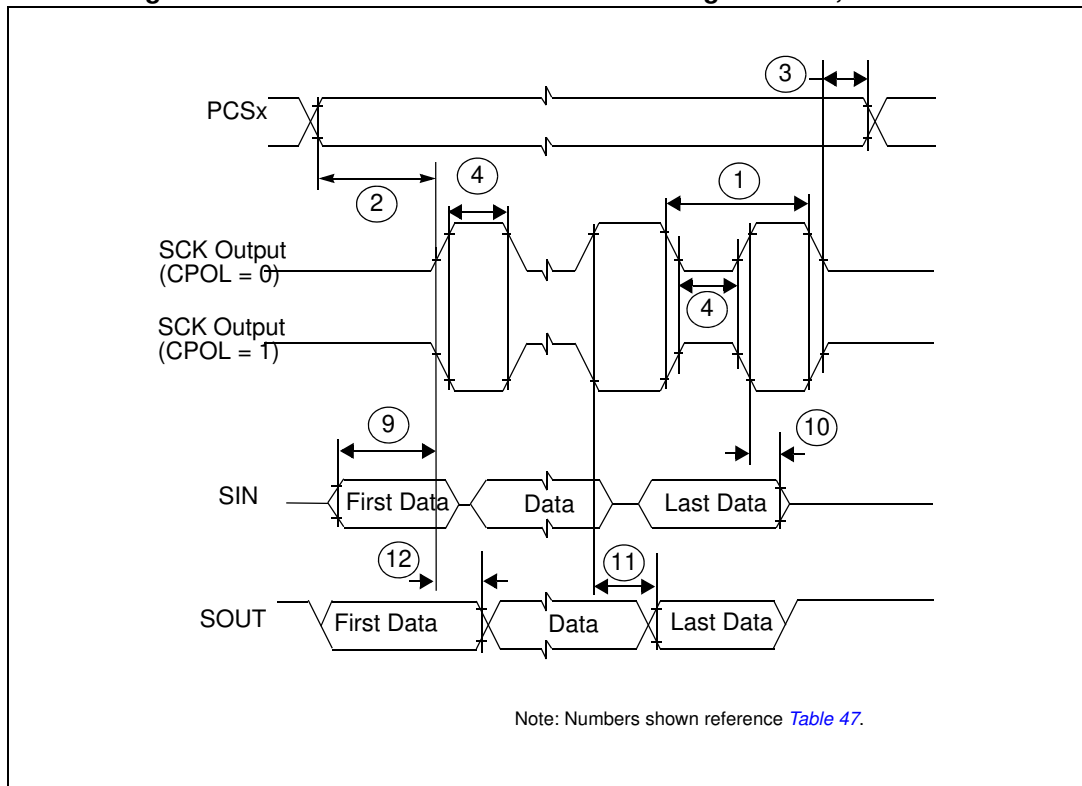 3
PCSx
2
4
1
SCK Output
(CPOL = 0)
4
SCK Output
(CPOL = 1)
9
10
SIN
First Data
Data
Last Data
12
11
SOUT
First Data
Data
Last Data
Note: Numbers shown reference Table 47.